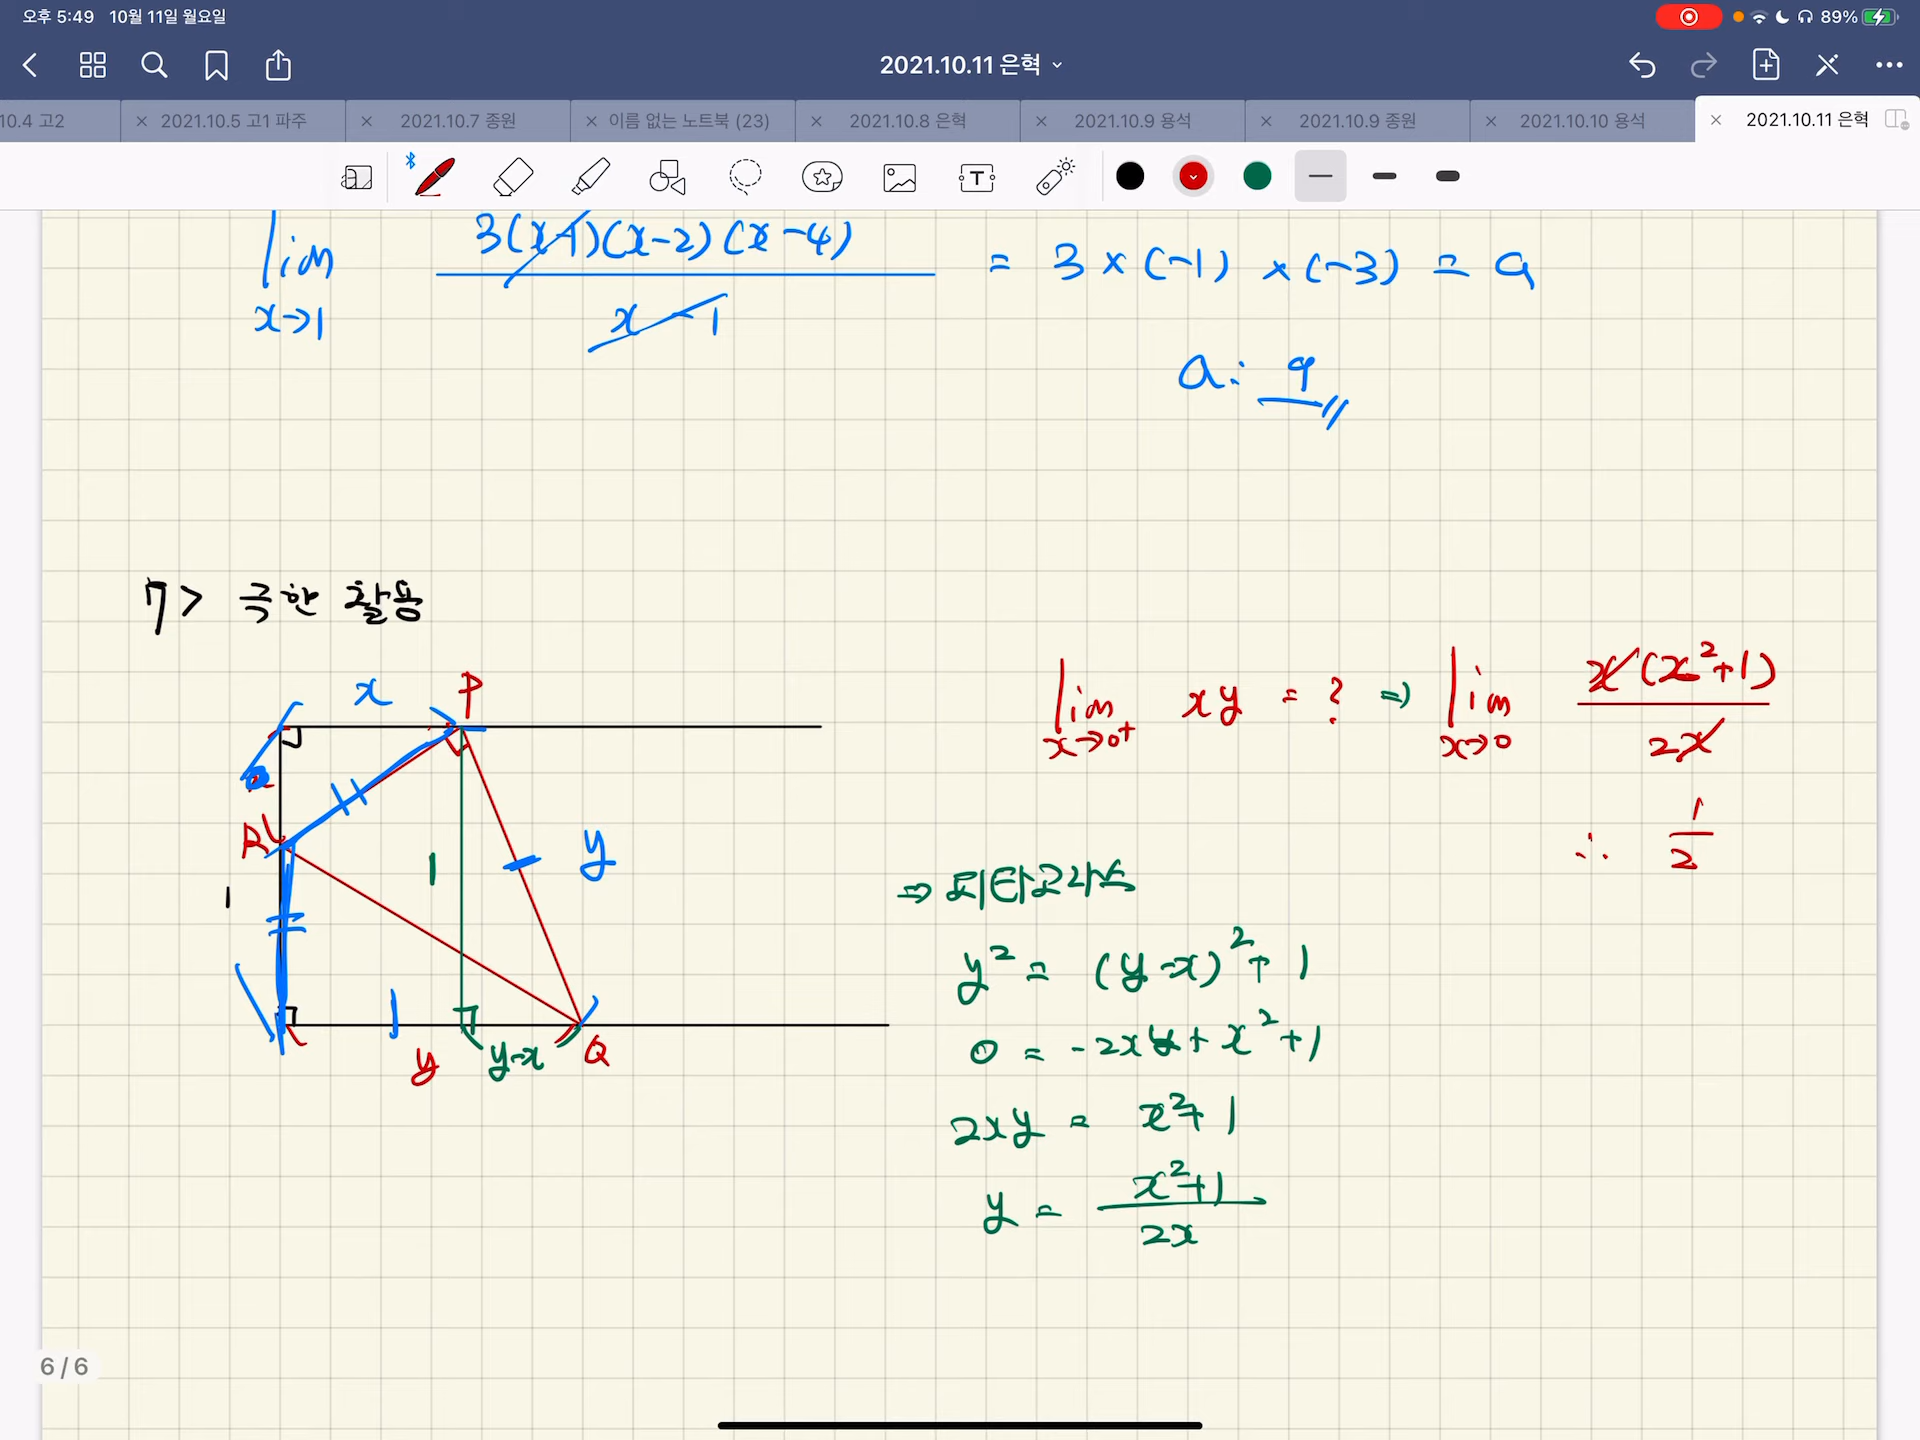 오후 5:49 10월 11일 월요일
89%
2021.10.11 은혁
10.4 고2
2021.10.5 고1 파주
2021.10.7 종원
이름 없는 노트북 (23)
2021.10.8 은혁
2021.10.9 용석
2021.10.9 종원
2021.10.10 용석
2021.10.11 은혁
lim x→1 3(x-1)(x-2)(x-4) / x-1 = 3×(-1)×(-3) = 9
a: 9
7> 극한 활용
x P
R
1
1
y
y y-x Q
lim x→0+ xy = ? ⇒ lim x→0 x(x²+1) / 2x
∴ 1/2
⇒ 피타고라스
y² = (y-x)²+1
0 = -2xy+x²+1
2xy = x²+1
y = x²+1 / 2x
6 / 6